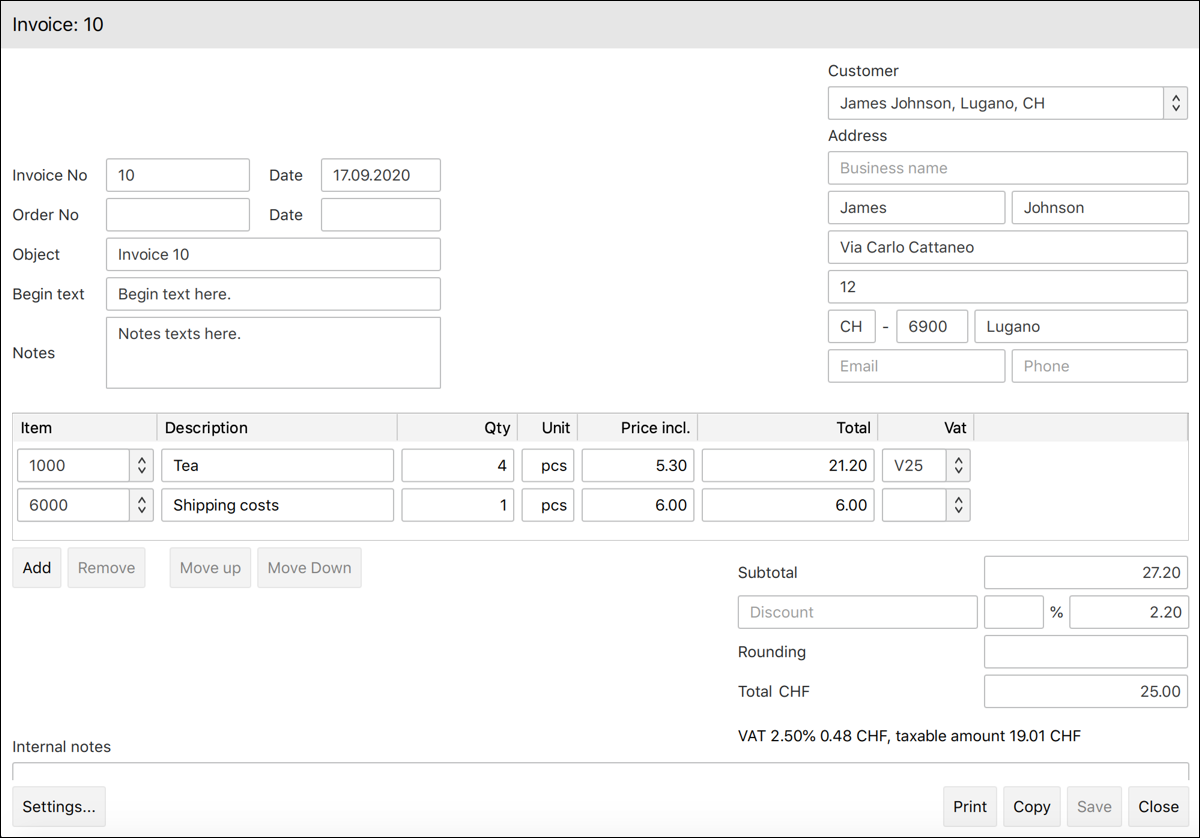 Invoice: 10
Customer
James Johnson, Lugano, CH
Address
Business name
Invoice No 10 Date 17.09.2020
James Johnson
Order No Date
Via Carlo Cattaneo
Object Invoice 10
12
Begin text Begin text here.
CH - 6900 Lugano
Notes Notes texts here.
Email Phone
Item Description Qty Unit Price incl. Total Vat
1000 Tea 4 pcs 5.30 21.20 V25
6000 Shipping costs 1 pcs 6.00 6.00
Add Remove Move up Move Down
Subtotal 27.20
Discount % 2.20
Rounding
Total CHF 25.00
VAT 2.50% 0.48 CHF, taxable amount 19.01 CHF
Internal notes
Settings... Print Copy Save Close